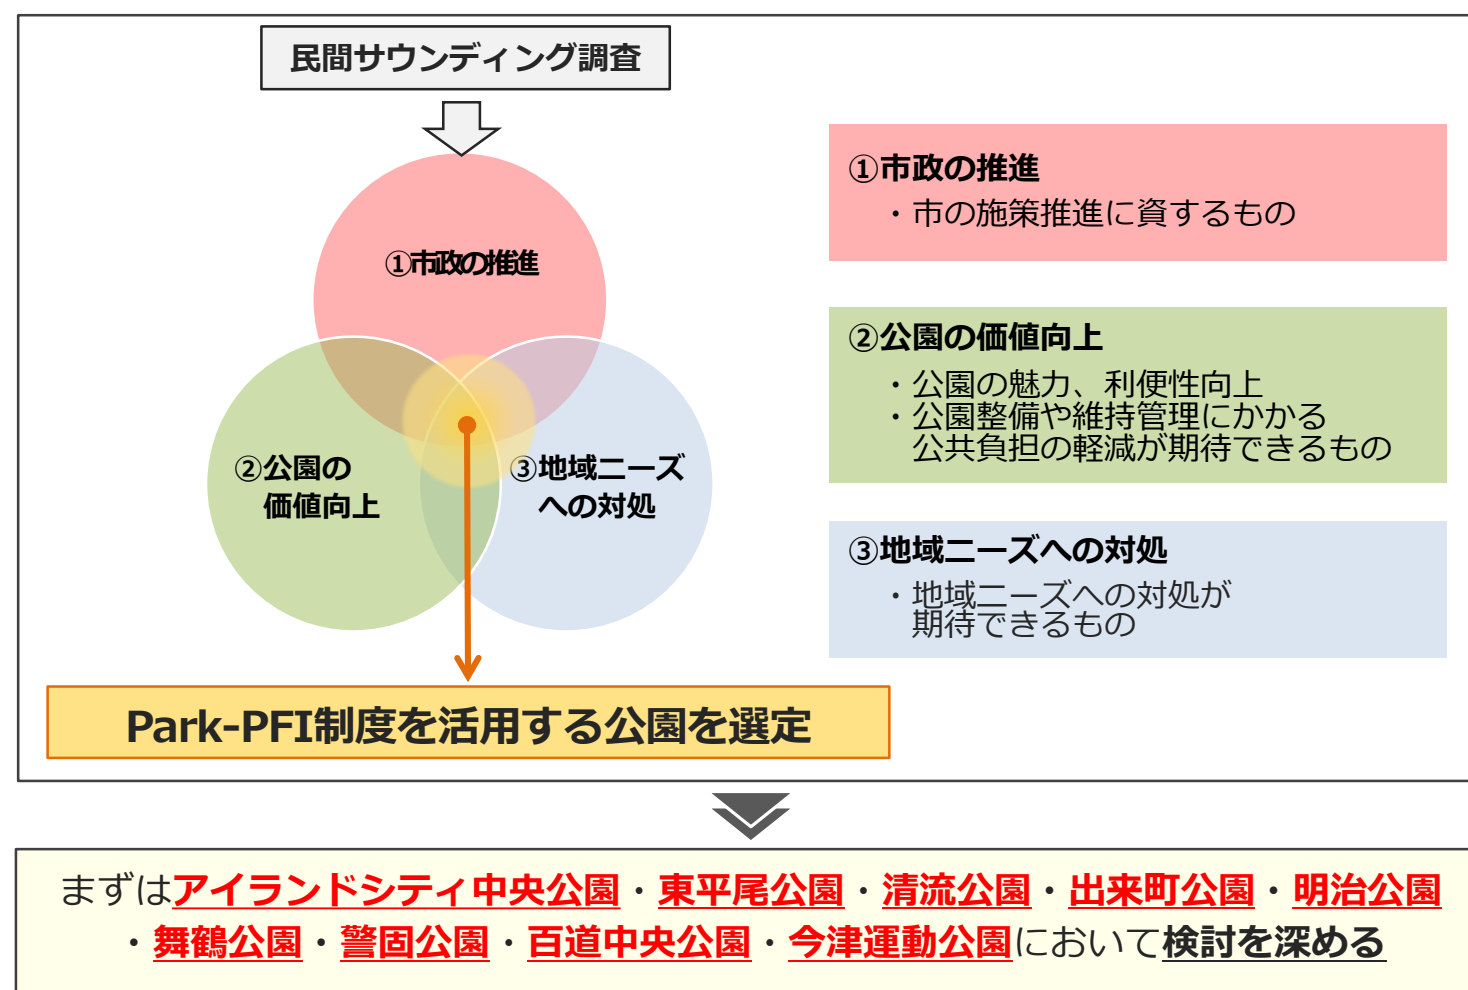 民間サウンディング調査
①市政の推進
②公園の
価値向上
③地域ニーズ
への対処
Park-PFI制度を活用する公園を選定
①市政の推進
・市の施策推進に資するもの
②公園の価値向上
・公園の魅力、利便性向上
・公園整備や維持管理にかかる
公共負担の軽減が期待できるもの
③地域ニーズへの対処
・地域ニーズへの対処が
期待できるもの
まずはアイランドシティ中央公園・東平尾公園・清流公園・出来町公園・明治公園
・舞鶴公園・警固公園・百道中央公園・今津運動公園において検討を深める